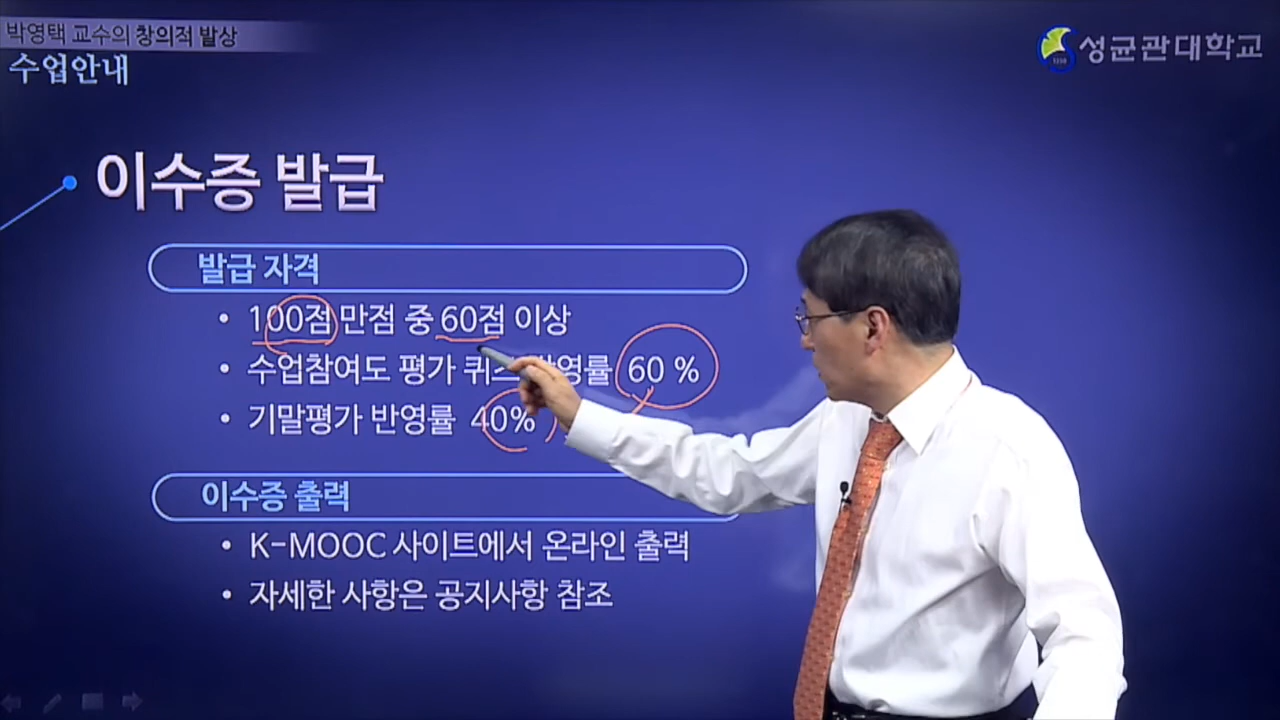 박영택 교수의 창의적 발상
수업안내
성균관대학교
이수증 발급
발급 자격
• 100점 만점 중 60점 이상
• 수업참여도 평가 퀴즈 반영률 60 %
• 기말평가 반영률 40%
이수증 출력
• K-MOOC 사이트에서 온라인 출력
• 자세한 사항은 공지사항 참조